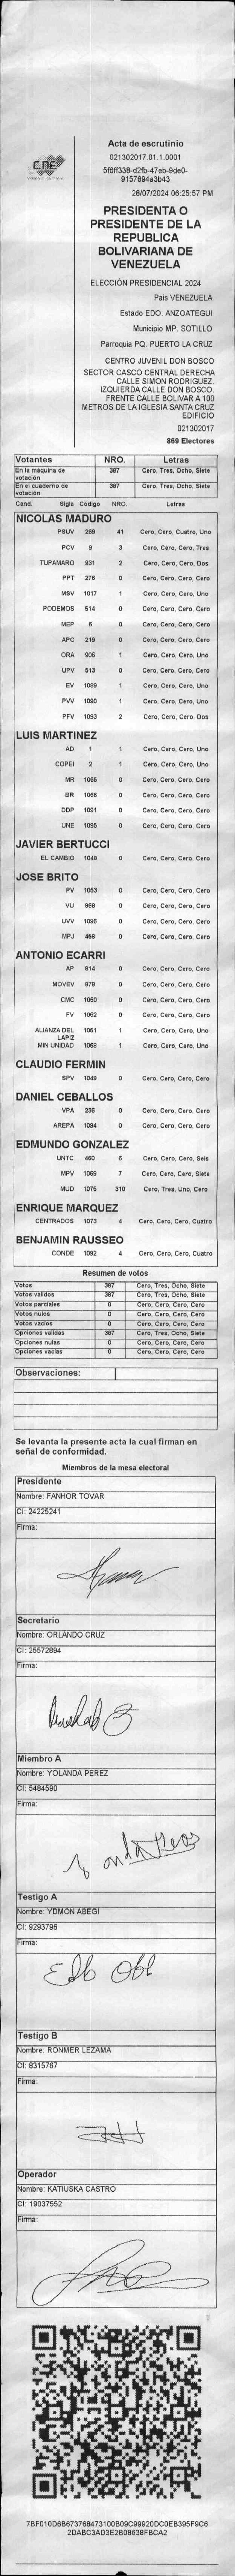 CNE
Acta de escrutinio
021302017.01.1.0001
5f6ff338-d2fb-47eb-9de0-
9157694a3b43
28/07/2024 06:25:57 PM
PRESIDENTA O
PRESIDENTE DE LA
REPUBLICA
BOLIVARIANA DE
VENEZUELA
ELECCIÓN PRESIDENCIAL 2024
Pais VENEZUELA
Estado EDO. ANZOATEGUI
Municipio MP. SOTILLO
Parroquia PQ. PUERTO LA CRUZ
CENTRO JUVENIL DON BOSCO
SECTOR CASCO CENTRAL DERECHA
CALLE SIMON RODRIGUEZ.
IZQUIERDA CALLE DON BOSCO.
FRENTE CALLE BOLIVAR A 100
METROS DE LA IGLESIA SANTA CRUZ
EDIFICIO
021302017
869 Electores
Votantes NRO. Letras
En la máquina de votación 387 Cero, Tres, Ocho, Siete
En el cuaderno de votación 387 Cero, Tres, Ocho, Siete
Cand. Sigla Código NRO. Letras
NICOLAS MADURO
PSUV 269 41 Cero, Cero, Cuatro, Uno
PCV 9 3 Cero, Cero, Cero, Tres
TUPAMARO 931 2 Cero, Cero, Cero, Dos
PPT 276 0 Cero, Cero, Cero, Cero
MSV 1017 1 Cero, Cero, Cero, Uno
PODEMOS 514 0 Cero, Cero, Cero, Cero
MEP 6 0 Cero, Cero, Cero, Cero
APC 219 0 Cero, Cero, Cero, Cero
ORA 906 1 Cero, Cero, Cero, Uno
UPV 513 0 Cero, Cero, Cero, Cero
EV 1089 1 Cero, Cero, Cero, Uno
PVV 1090 1 Cero, Cero, Cero, Uno
PFV 1093 2 Cero, Cero, Cero, Dos
LUIS MARTINEZ
AD 1 1 Cero, Cero, Cero, Uno
COPEI 2 1 Cero, Cero, Cero, Uno
MR 1065 0 Cero, Cero, Cero, Cero
BR 1066 0 Cero, Cero, Cero, Cero
DDP 1091 0 Cero, Cero, Cero, Cero
UNE 1095 0 Cero, Cero, Cero, Cero
JAVIER BERTUCCI
EL CAMBIO 1048 0 Cero, Cero, Cero, Cero
JOSE BRITO
PV 1053 0 Cero, Cero, Cero, Cero
VU 968 0 Cero, Cero, Cero, Cero
UVV 1096 0 Cero, Cero, Cero, Cero
MPJ 458 0 Cero, Cero, Cero, Cero
ANTONIO ECARRI
AP 814 0 Cero, Cero, Cero, Cero
MOVEV 878 0 Cero, Cero, Cero, Cero
CMC 1050 0 Cero, Cero, Cero, Cero
FV 1062 0 Cero, Cero, Cero, Cero
ALIANZA DEL LAPIZ 1051 1 Cero, Cero, Cero, Uno
MIN UNIDAD 1068 1 Cero, Cero, Cero, Uno
CLAUDIO FERMIN
SPV 1049 0 Cero, Cero, Cero, Cero
DANIEL CEBALLOS
VPA 236 0 Cero, Cero, Cero, Cero
AREPA 1094 0 Cero, Cero, Cero, Cero
EDMUNDO GONZALEZ
UNTC 460 6 Cero, Cero, Cero, Seis
MPV 1069 7 Cero, Cero, Cero, Siete
MUD 1075 310 Cero, Tres, Uno, Cero
ENRIQUE MARQUEZ
CENTRADOS 1073 4 Cero, Cero, Cero, Cuatro
BENJAMIN RAUSSEO
CONDE 1092 4 Cero, Cero, Cero, Cuatro
Resumen de votos
Votos 387 Cero, Tres, Ocho, Siete
Votos validos 387 Cero, Tres, Ocho, Siete
Votos parciales 0 Cero, Cero, Cero, Cero
Votos nulos 0 Cero, Cero, Cero, Cero
Votos vacios 0 Cero, Cero, Cero, Cero
Opciones validas 387 Cero, Tres, Ocho, Siete
Opciones nulas 0 Cero, Cero, Cero, Cero
Opciones vacias 0 Cero, Cero, Cero, Cero
Observaciones:
Se levanta la presente acta la cual firman en
señal de conformidad.
Miembros de la mesa electoral
Presidente
Nombre: FANHOR TOVAR
CI: 24225241
Firma:
Secretario
Nombre: ORLANDO CRUZ
CI: 25572894
Firma:
Miembro A
Nombre: YOLANDA PEREZ
CI: 5484590
Firma:
Testigo A
Nombre: YDMON ABEGI
CI: 9293796
Firma:
Testigo B
Nombre: RONMER LEZAMA
CI: 8315767
Firma:
Operador
Nombre: KATIUSKA CASTRO
CI: 19037552
Firma:
7BF010D6B673768473100B09C99920DC0EB395F9C6
2DABC3AD3E2B08638FBCA2